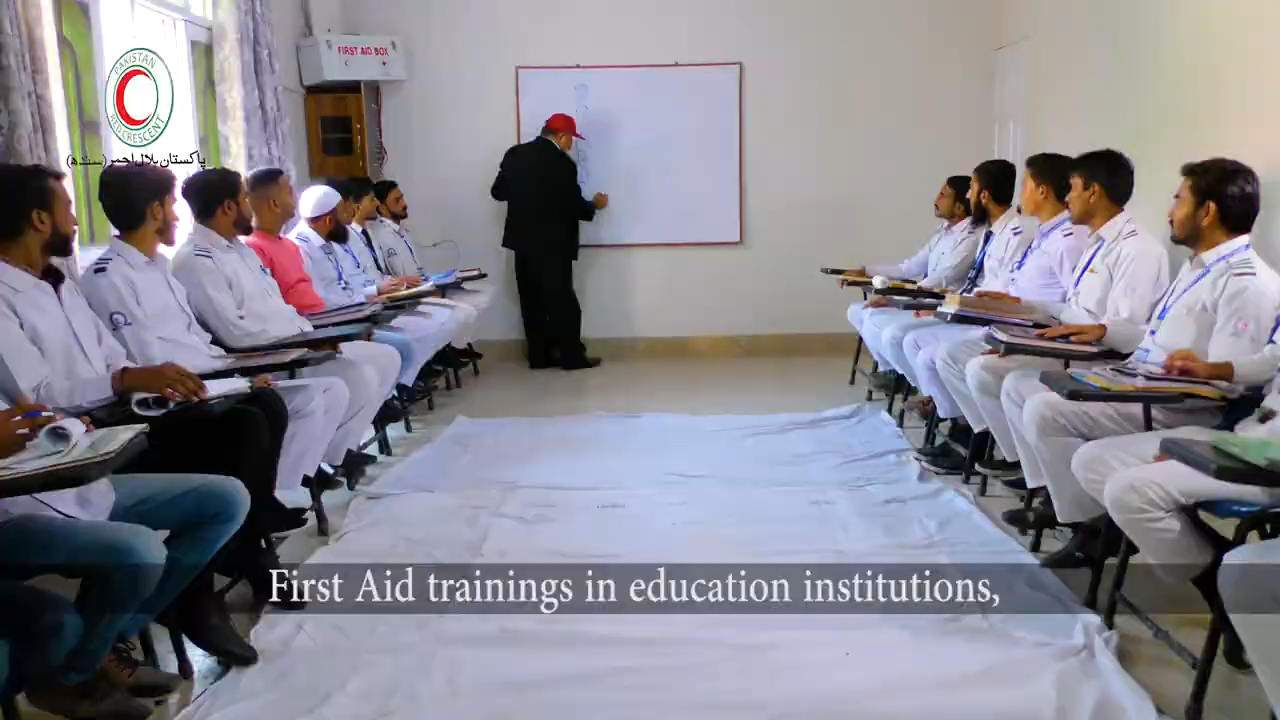 FIRST AID BOX
PAKISTAN
RED CRESCENT
پاکستان ہلال احمر (سندھ)
First Aid trainings in education institutions,